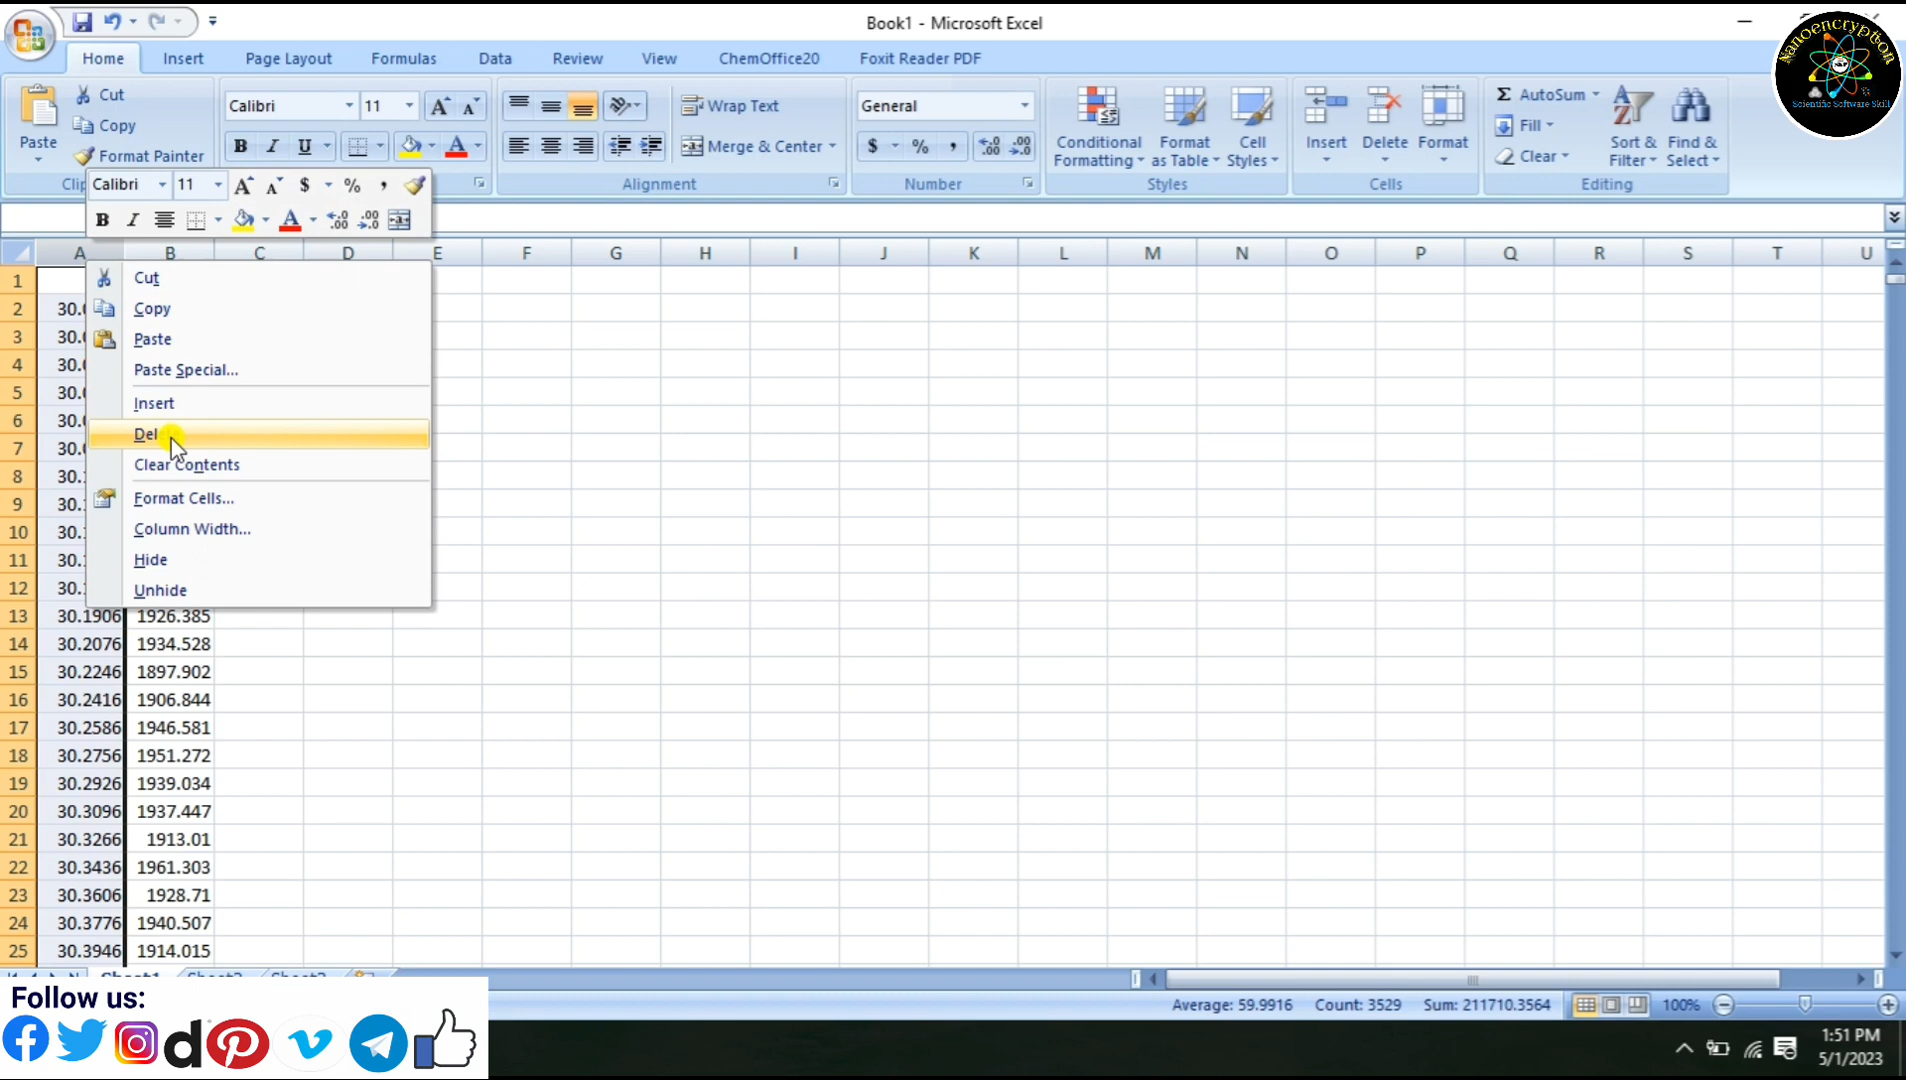 Book1 - Microsoft Excel
Nanoencryption
Scientific Software Skill
Home Insert Page Layout Formulas Data Review View ChemOffice20 Foxit Reader PDF
Paste
Cut
Copy
Format Painter
Calibri 11
B I U
Wrap Text
Merge & Center
Alignment
General
$ % ,
Number
Conditional Formatting
Format as Table
Cell Styles
Styles
Insert Delete Format
Cells
Σ AutoSum
Fill
Clear
Sort & Filter
Find & Select
Editing
Calibri 11 $ % ,
B I
A B C D E F G H I J K L M N O P Q R S T U
Cut
Copy
Paste
Paste Special...
Insert
Clear Contents
Format Cells...
Column Width...
Hide
Unhide
1
2
3
4
5
6
7
8
9
10
11
12
13 30.1906 1926.385
14 30.2076 1934.528
15 30.2246 1897.902
16 30.2416 1906.844
17 30.2586 1946.581
18 30.2756 1951.272
19 30.2926 1939.034
20 30.3096 1937.447
21 30.3266 1913.01
22 30.3436 1961.303
23 30.3606 1928.71
24 30.3776 1940.507
25 30.3946 1914.015
Average: 59.9916 Count: 3529 Sum: 211710.3564 100%
Follow us:
1:51 PM
5/1/2023